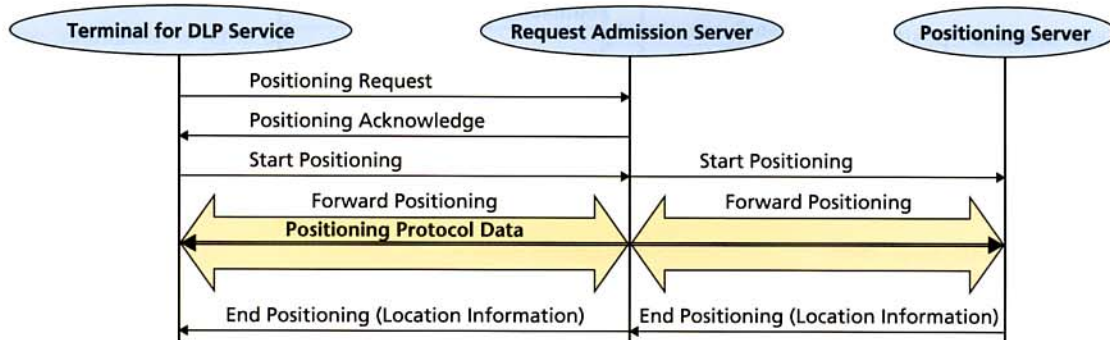 Terminal for DLP Service
Request Admission Server
Positioning Server
Positioning Request
Positioning Acknowledge
Start Positioning
Start Positioning
Forward Positioning
Forward Positioning
Positioning Protocol Data
End Positioning (Location Information)
End Positioning (Location Information)